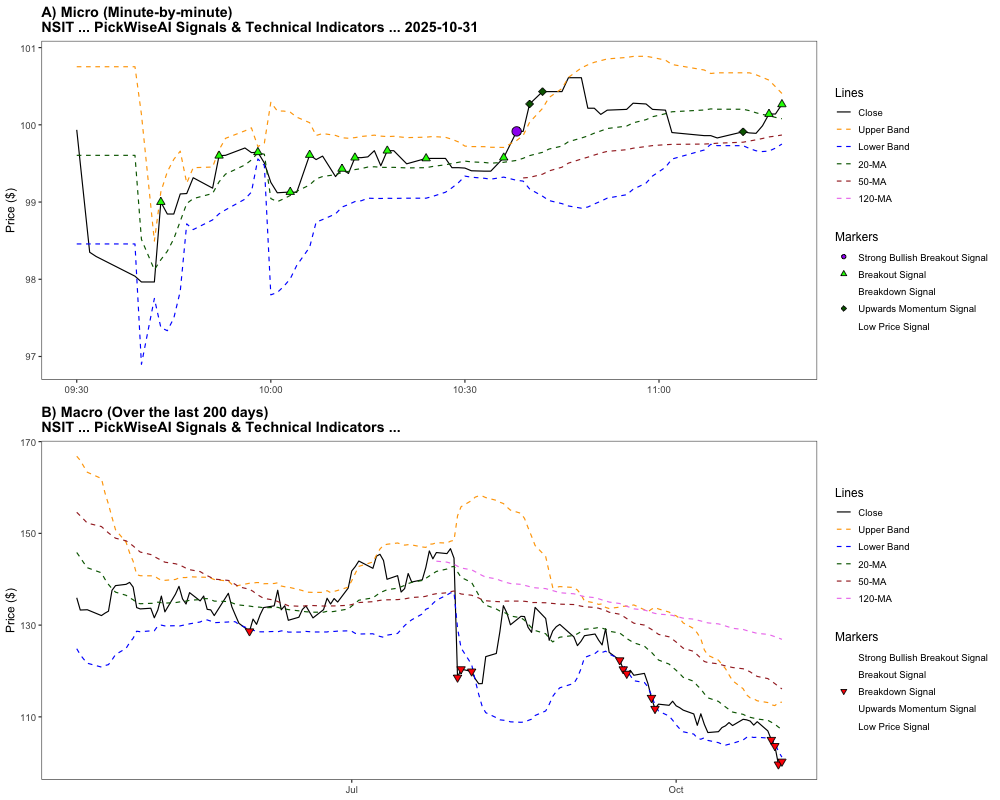 A) Micro (Minute-by-minute)
NSIT ... PickWiseAI Signals & Technical Indicators ... 2025-10-31
101
100
99
98
97
Price ($)
09:30
10:00
10:30
11:00
Lines
Close
Upper Band
Lower Band
20-MA
50-MA
120-MA
Markers
Strong Bullish Breakout Signal
Breakout Signal
Breakdown Signal
Upwards Momentum Signal
Low Price Signal
B) Macro (Over the last 200 days)
NSIT ... PickWiseAI Signals & Technical Indicators ...
170
150
130
110
Price ($)
Jul
Oct
Lines
Close
Upper Band
Lower Band
20-MA
50-MA
120-MA
Markers
Strong Bullish Breakout Signal
Breakout Signal
Breakdown Signal
Upwards Momentum Signal
Low Price Signal